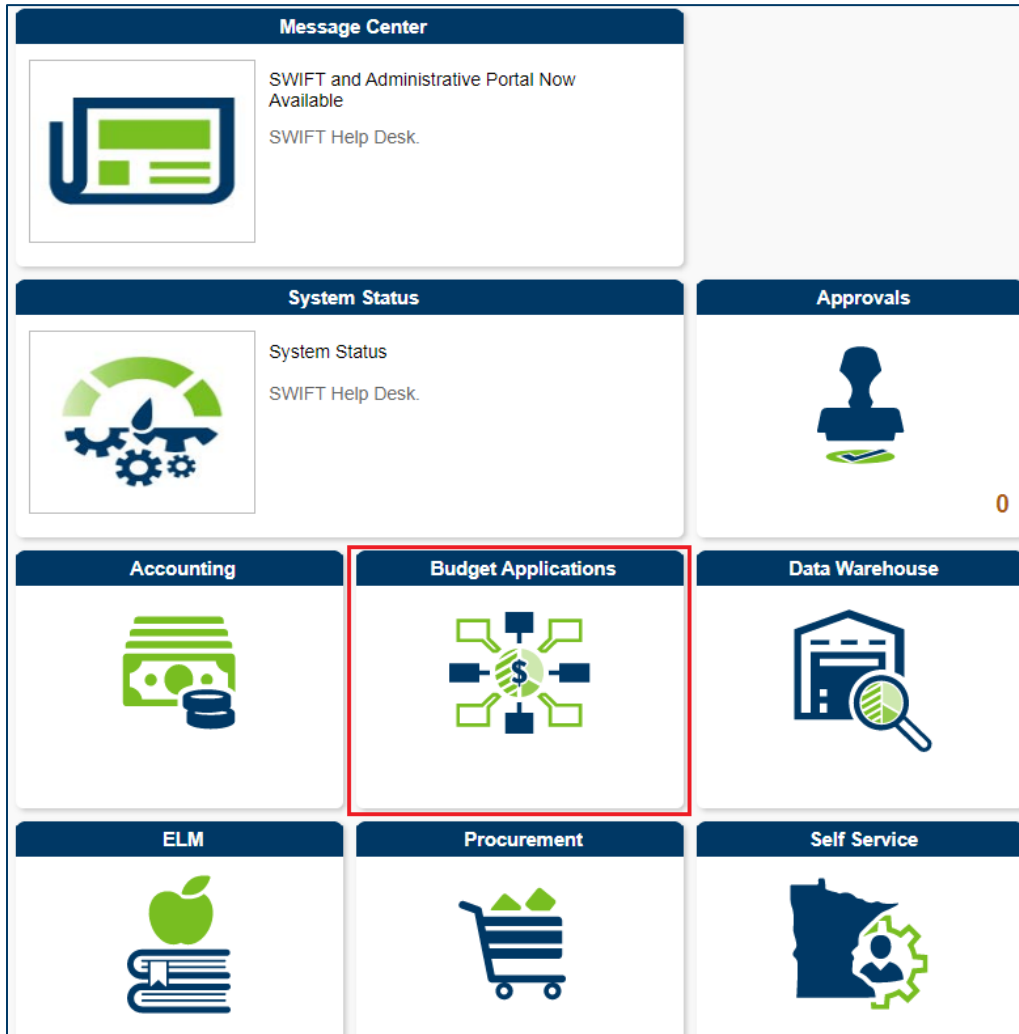 Message Center
SWIFT and Administrative Portal Now
Available
SWIFT Help Desk.
System Status
System Status
SWIFT Help Desk.
Approvals
0
Accounting
Budget Applications
$
Data Warehouse
ELM
Procurement
Self Service